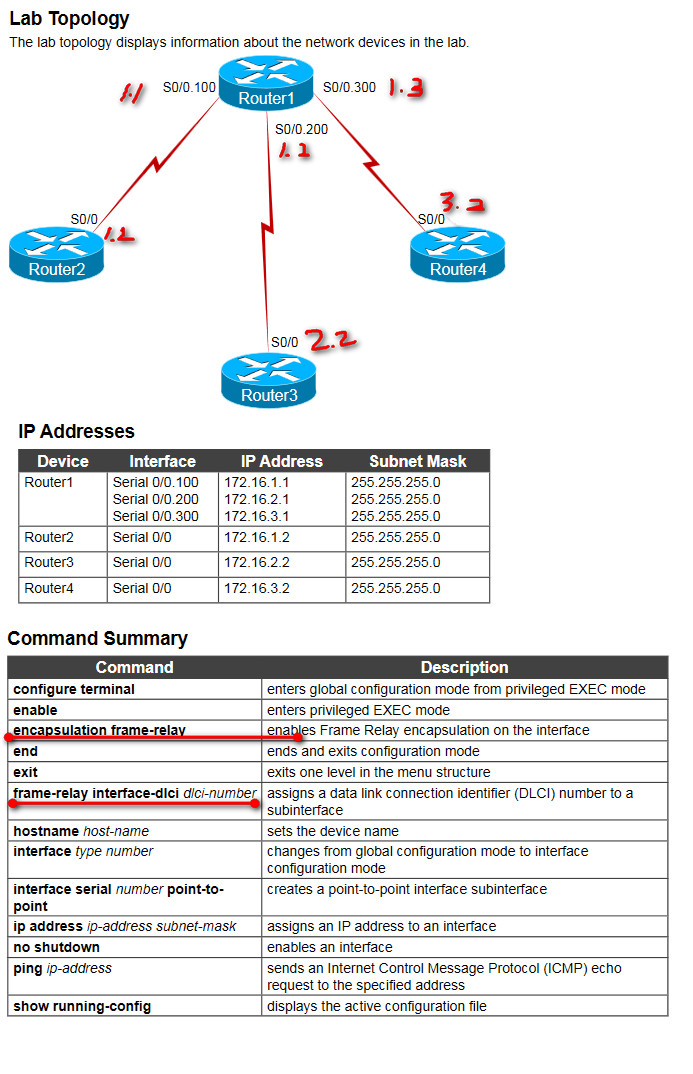 Lab Topology
The lab topology displays information about the network devices in the lab.
1.1 S0/0.100 Router1 S0/0.300 1.3
S0/0.200
1.2
3.2
S0/0 1.2 S0/0
Router2 Router4
S0/0 2.2
Router3
IP Addresses
Device Interface IP Address Subnet Mask
Router1 Serial 0/0.100 172.16.1.1 255.255.255.0
Serial 0/0.200 172.16.2.1 255.255.255.0
Serial 0/0.300 172.16.3.1 255.255.255.0
Router2 Serial 0/0 172.16.1.2 255.255.255.0
Router3 Serial 0/0 172.16.2.2 255.255.255.0
Router4 Serial 0/0 172.16.3.2 255.255.255.0
Command Summary
Command Description
configure terminal enters global configuration mode from privileged EXEC mode
enable enters privileged EXEC mode
encapsulation frame-relay enables Frame Relay encapsulation on the interface
end ends and exits configuration mode
exit exits one level in the menu structure
frame-relay interface-dlci dlci-number assigns a data link connection identifier (DLCI) number to a
subinterface
hostname host-name sets the device name
interface type number changes from global configuration mode to interface
configuration mode
interface serial number point-to- creates a point-to-point interface subinterface
point
ip address ip-address subnet-mask assigns an IP address to an interface
no shutdown enables an interface
ping ip-address sends an Internet Control Message Protocol (ICMP) echo
request to the specified address
show running-config displays the active configuration file